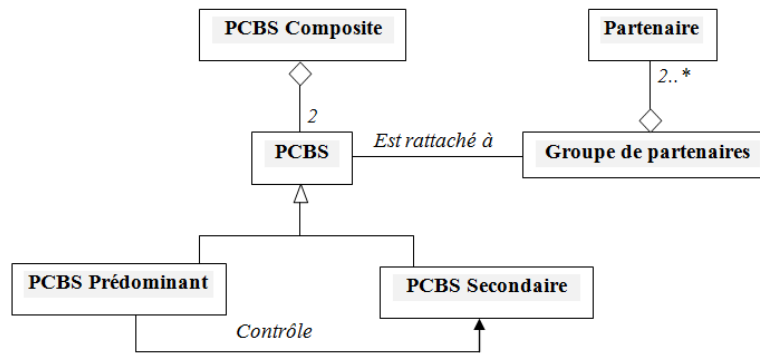 PCBS Composite
Partenaire
2..*
2
Est rattaché à
PCBS
Groupe de partenaires
PCBS Prédominant
PCBS Secondaire
Contrôle